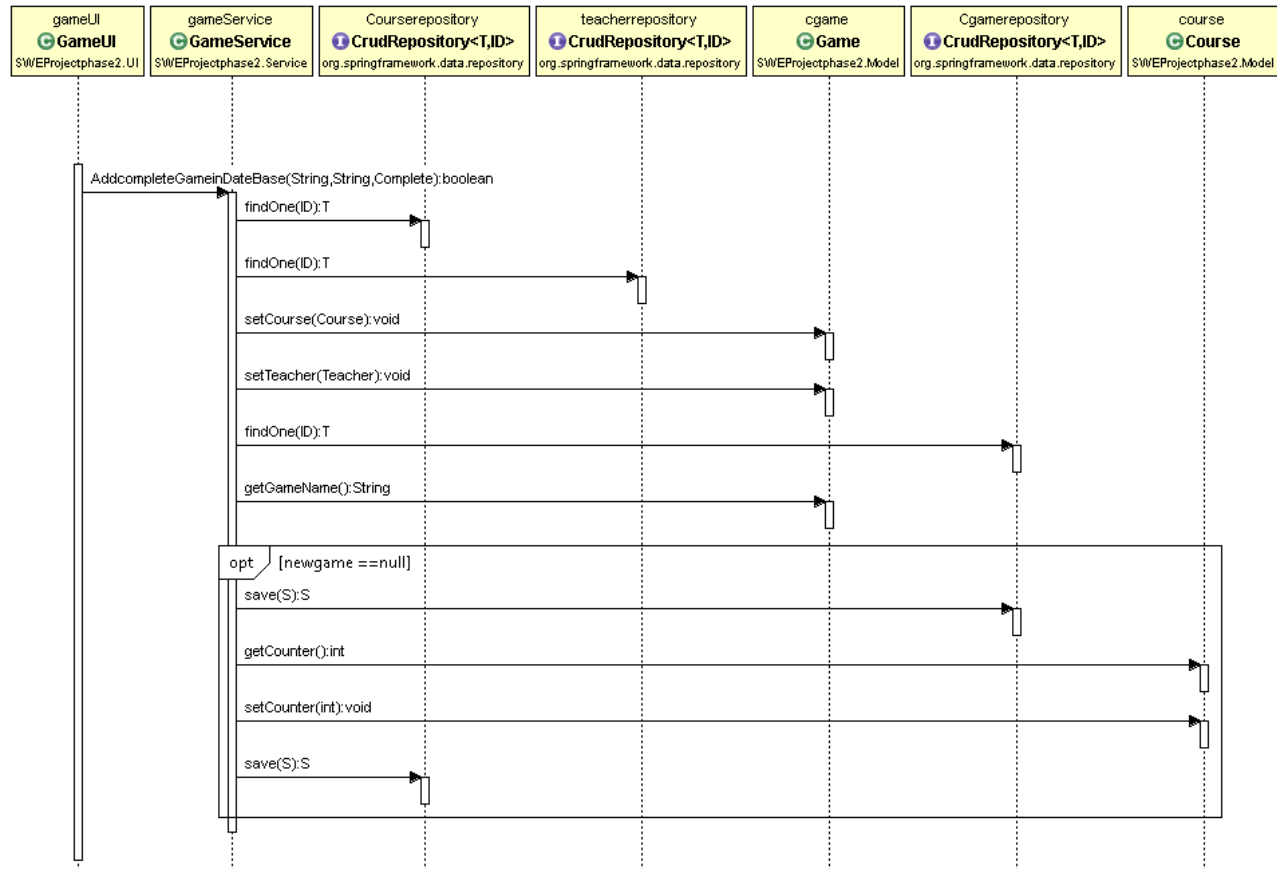 gameUI
GameUI
SWEProjectphase2.UI
gameService
GameService
SWEProjectphase2.Service
Courserepository
CrudRepository<T,ID>
org.springframework.data.repository
teacherrepository
CrudRepository<T,ID>
org.springframework.data.repository
cgame
Game
SWEProjectphase2.Model
Cgamerepository
CrudRepository<T,ID>
org.springframework.data.repository
course
Course
SWEProjectphase2.Model
AddcompleteGameinDateBase(String,String,Complete):boolean
findOne(ID):T
findOne(ID):T
setCourse(Course):void
setTeacher(Teacher):void
findOne(ID):T
getGameName():String
opt [newgame ==null]
save(S):S
getCounter():int
setCounter(int):void
save(S):S